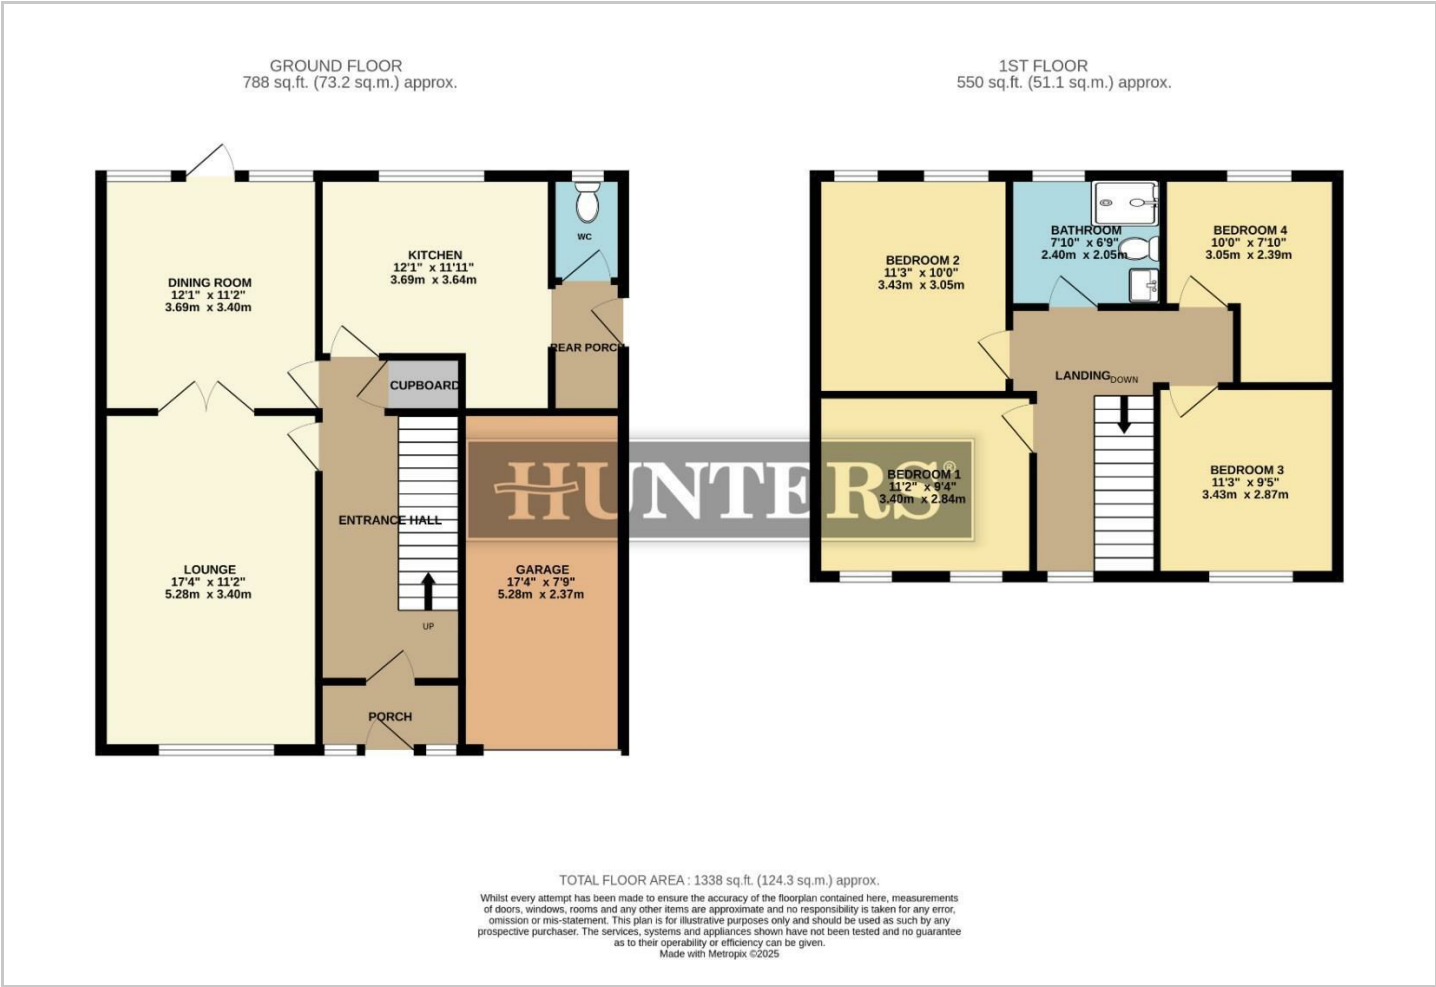 GROUND FLOOR
788 sq.ft. (73.2 sq.m.) approx.
1ST FLOOR
550 sq.ft. (51.1 sq.m.) approx.
DINING ROOM
12'1" x 11'2"
3.69m x 3.40m
KITCHEN
12'1" x 11'11"
3.69m x 3.64m
WC
REAR PORCH
CUPBOARD
ENTRANCE HALL
LOUNGE
17'4" x 11'2"
5.28m x 3.40m
UP
PORCH
GARAGE
17'4" x 7'9"
5.28m x 2.37m
HUNTERS®
BEDROOM 2
11'3" x 10'0"
3.43m x 3.05m
BATHROOM
7'10" x 6'9"
2.40m x 2.05m
BEDROOM 4
10'0" x 7'10"
3.05m x 2.39m
LANDING
DOWN
BEDROOM 1
11'2" x 9'4"
3.40m x 2.84m
BEDROOM 3
11'3" x 9'5"
3.43m x 2.87m
TOTAL FLOOR AREA : 1338 sq.ft. (124.3 sq.m.) approx.
Whilst every attempt has been made to ensure the accuracy of the floorplan contained here, measurements
of doors, windows, rooms and any other items are approximate and no responsibility is taken for any error,
omission or mis-statement. This plan is for illustrative purposes only and should be used as such by any
prospective purchaser. The services, systems and appliances shown have not been tested and no guarantee
as to their operability or efficiency can be given.
Made with Metropix ©2025